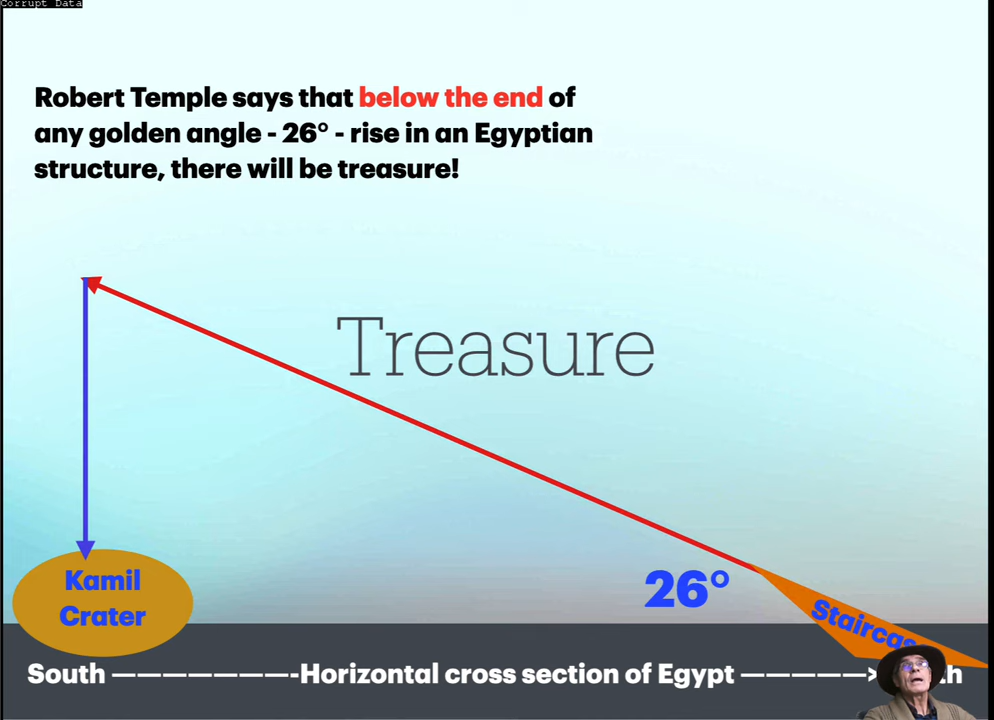 Corrupt Data
Robert Temple says that below the end of
any golden angle - 26° - rise in an Egyptian
structure, there will be treasure!
Treasure
26°
Kamil
Crater
South ———————-Horizontal cross section of Egypt —————>